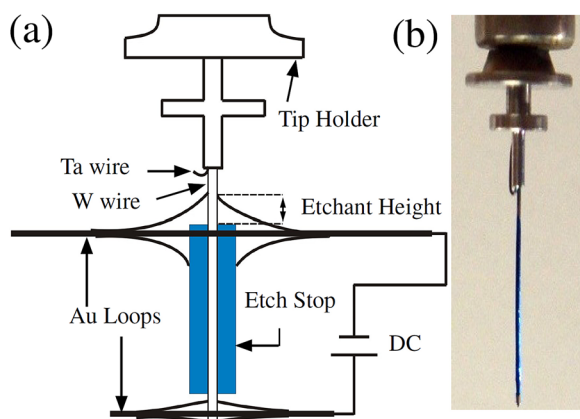 (a)
(b)
Tip Holder
Ta wire
W wire
Etchant Height
Etch Stop
Au Loops
DC